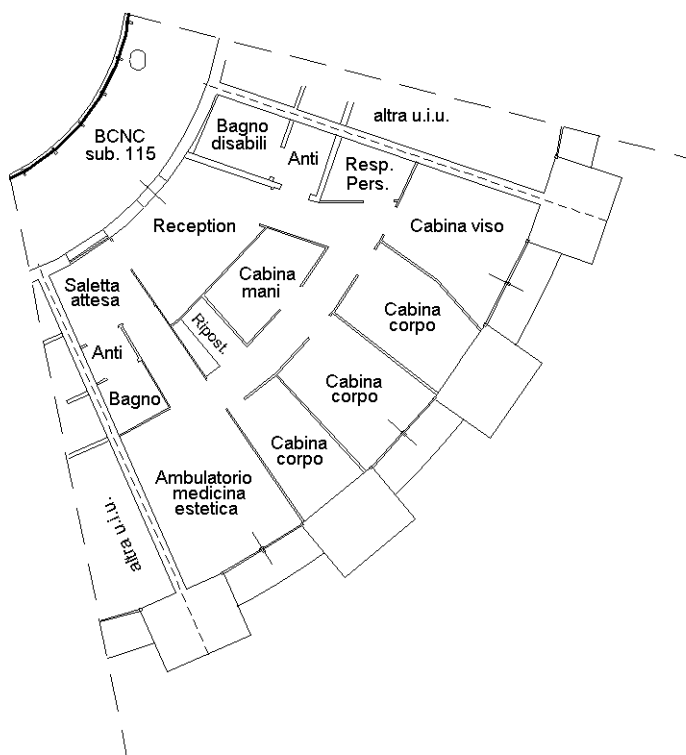 altra u.i.u.
BCNC
sub. 115
Bagno
disabili
Anti
Resp.
Pers.
Reception
Cabina viso
Saletta
attesa
Cabina
mani
Cabina
corpo
Ripost.
Anti
Bagno
Cabina
corpo
Cabina
corpo
Ambulatorio
medicina
estetica
altra u.i.u.